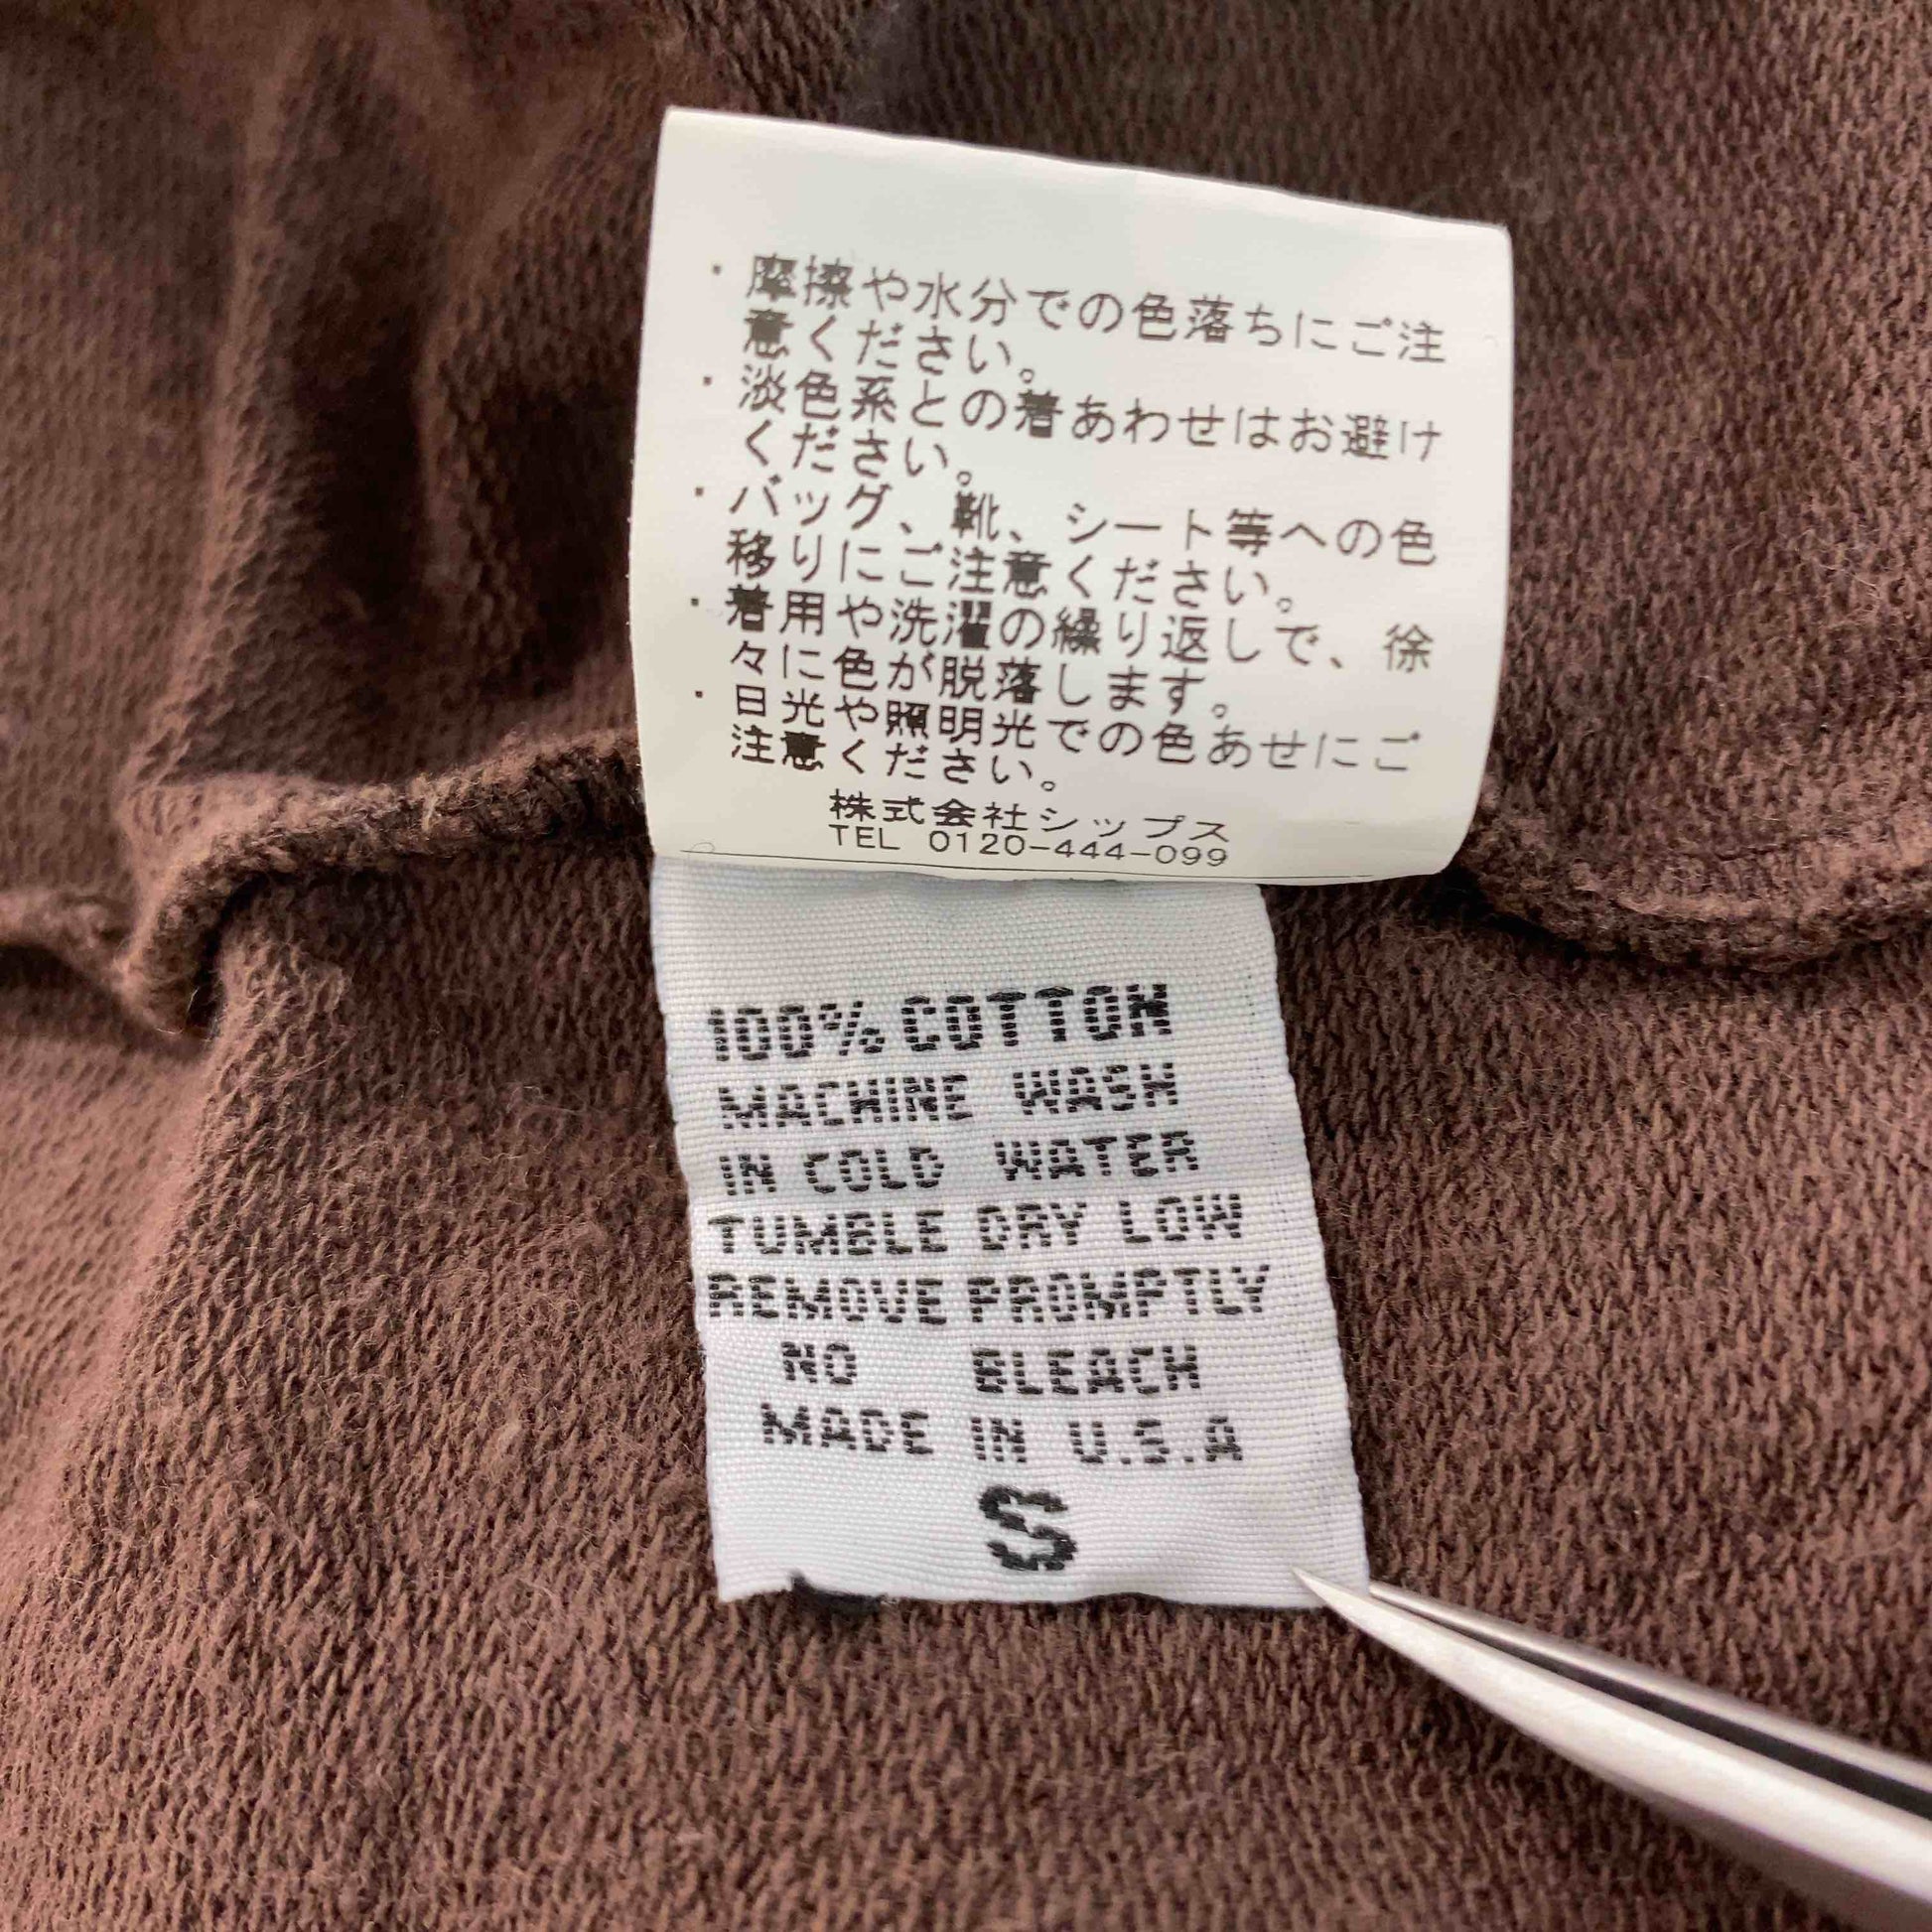 ・摩擦や水分での色落ちにご注
意ください。
・淡色系との着あわせはお避け
ください。
・バッグ、靴、シート等への色
移りにご注意ください。
・着用や洗濯の繰り返しで、徐
々に色が脱落します。
・日光や照明光での色あせにご
注意ください。
株式会社シップス
TEL 0120-444-099
100% COTTON
MACHINE WASH
IN COLD WATER
TUMBLE DRY LOW
REMOVE PROMPTLY
NO BLEACH
MADE IN U.S.A
S